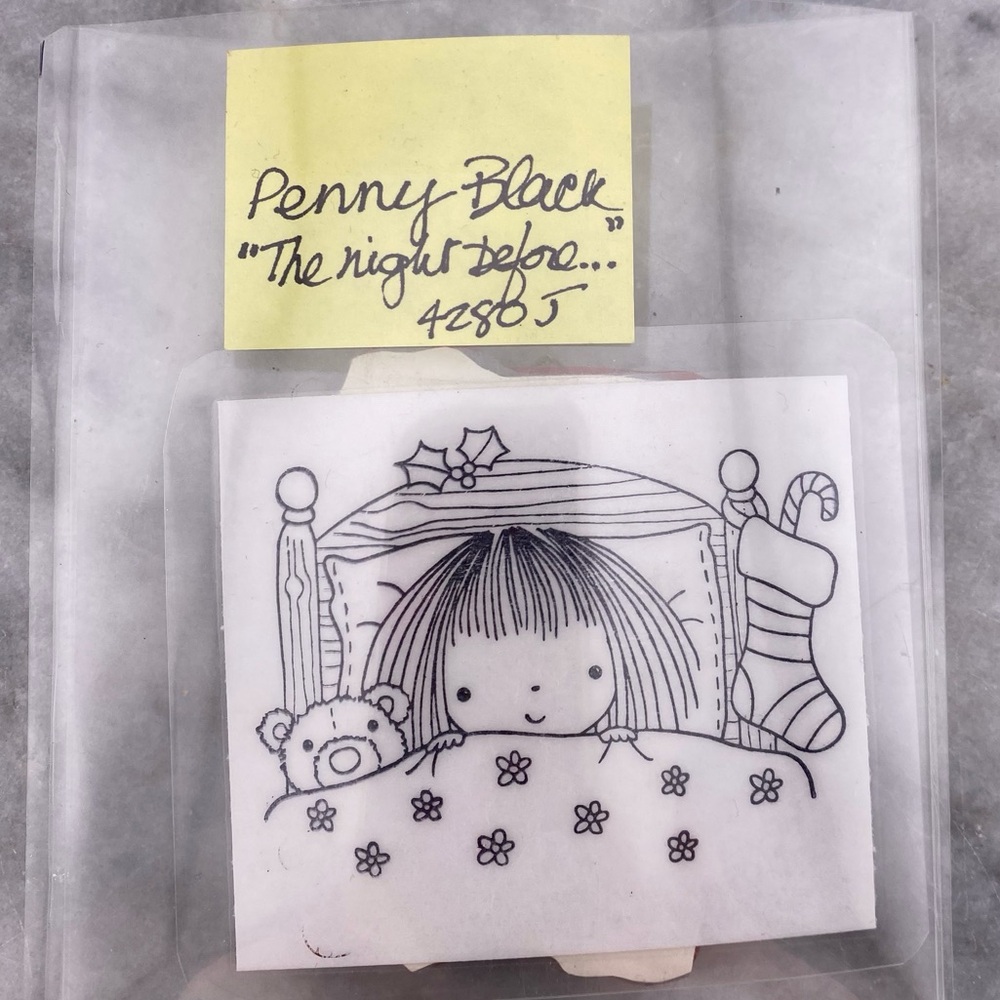 Penny Black
"The night before..."
4280J